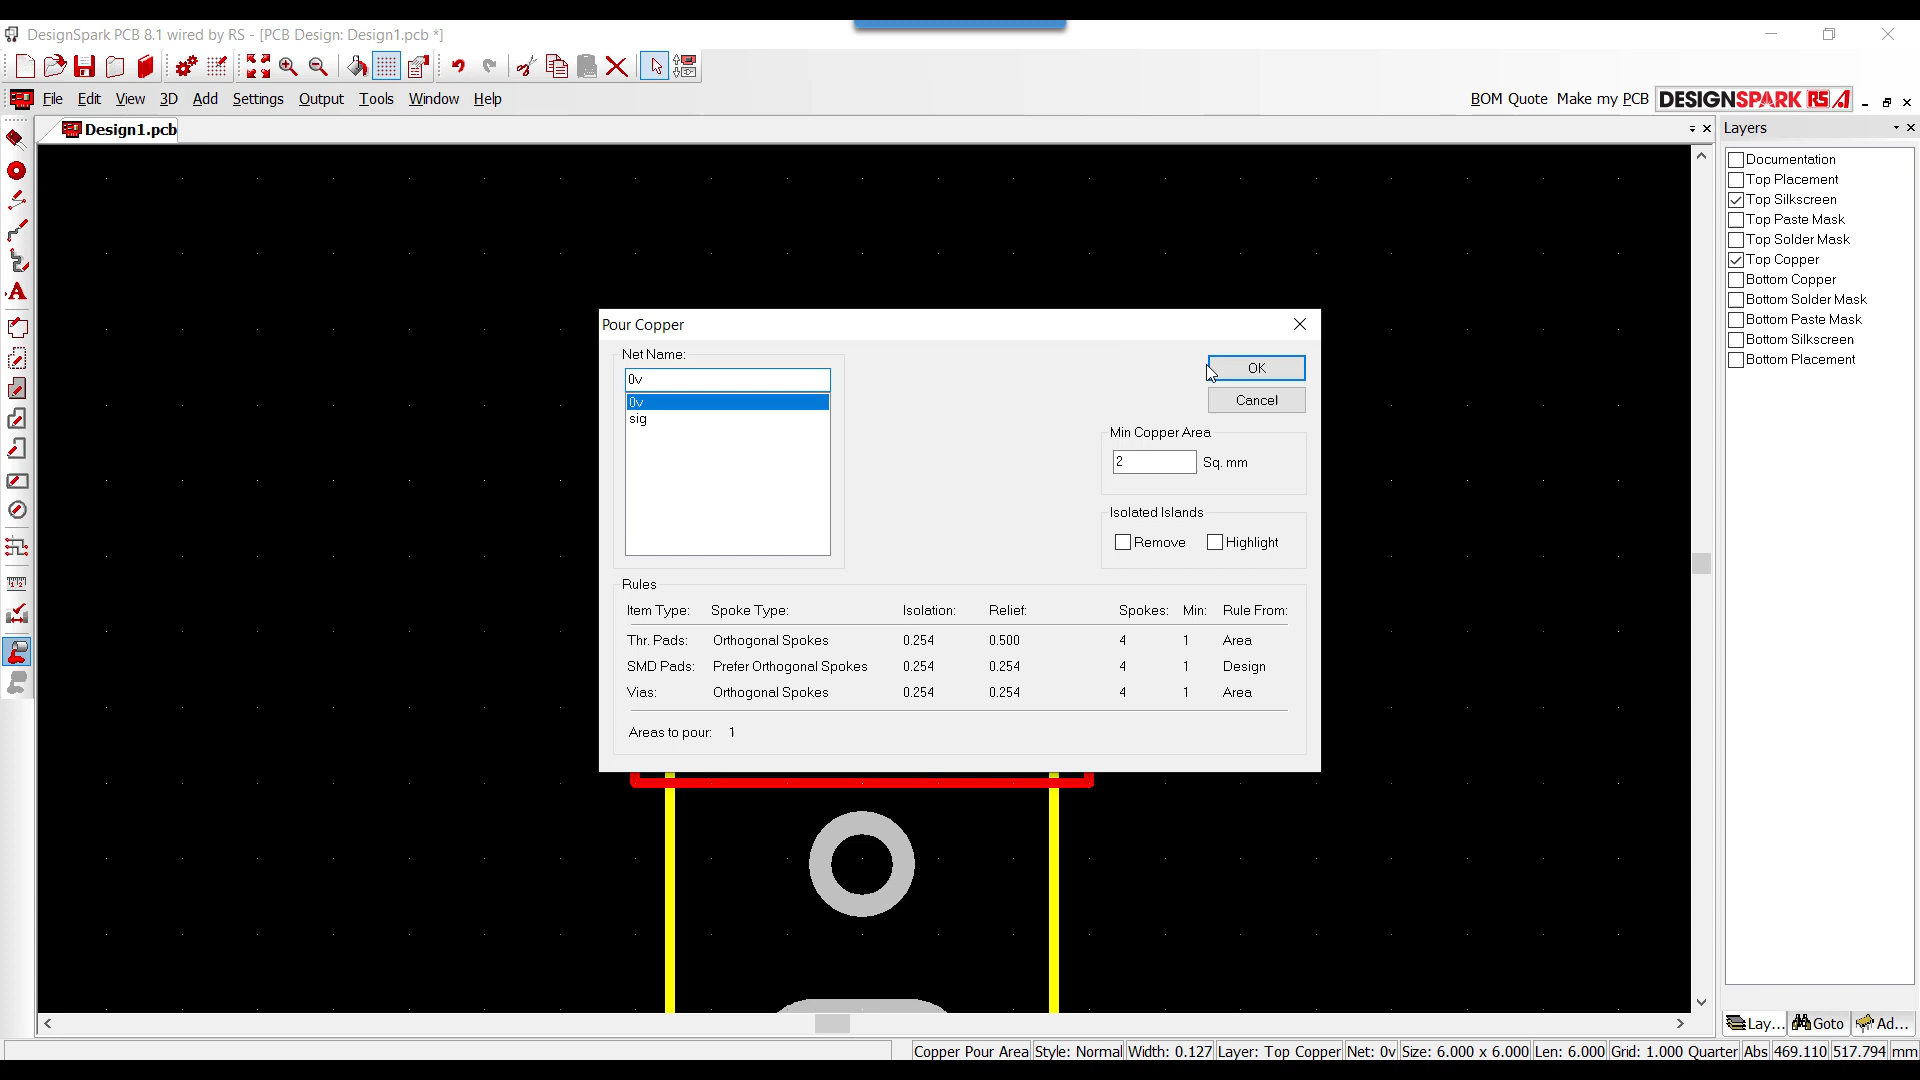 DesignSpark PCB 8.1 wired by RS - [PCB Design: Design1.pcb *]
File Edit View 3D Add Settings Output Tools Window Help
BOM Quote Make my PCB DESIGNSPARK RS
Design1.pcb
Layers
Documentation
Top Placement
Top Silkscreen
Top Paste Mask
Top Solder Mask
Top Copper
Bottom Copper
Bottom Solder Mask
Bottom Paste Mask
Bottom Silkscreen
Bottom Placement
Pour Copper
Net Name:
0v
0v
sig
OK
Cancel
Min Copper Area
2 Sq. mm
Isolated Islands
Remove Highlight
Rules
Item Type: Spoke Type: Isolation: Relief: Spokes: Min: Rule From:
Thr. Pads: Orthogonal Spokes 0.254 0.500 4 1 Area
SMD Pads: Prefer Orthogonal Spokes 0.254 0.254 4 1 Design
Vias: Orthogonal Spokes 0.254 0.254 4 1 Area
Areas to pour: 1
Lay... Goto Ad...
Copper Pour Area Style: Normal Width: 0.127 Layer: Top Copper Net: 0v Size: 6.000 x 6.000 Len: 6.000 Grid: 1.000 Quarter Abs 469.110 517.794 mm